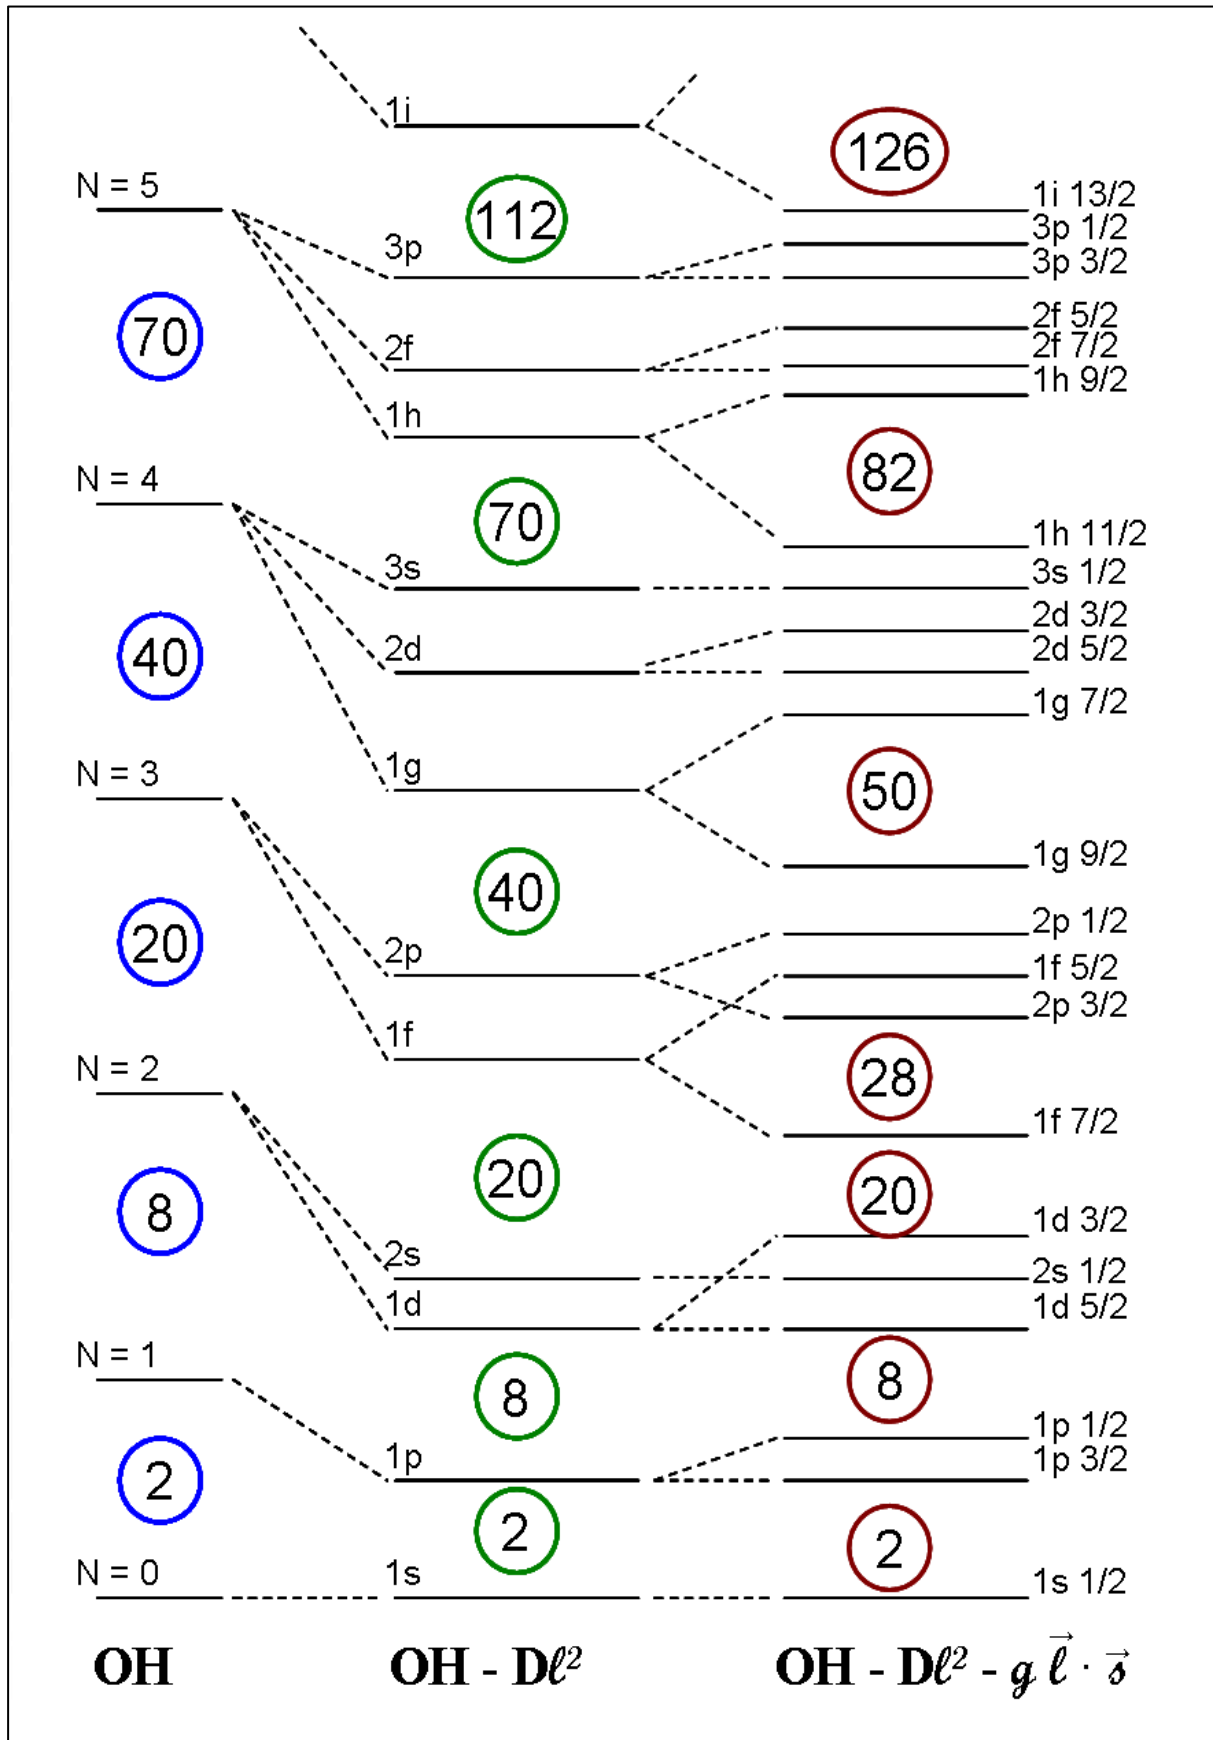 1i
126
N = 5
1i 13/2
112
3p 1/2
3p
3p 3/2
70
2f 5/2
2f
2f 7/2
1h 9/2
1h
82
N = 4
70
1h 11/2
3s
3s 1/2
2d 3/2
40
2d
2d 5/2
1g 7/2
N = 3
1g
50
1g 9/2
40
2p 1/2
20
2p
1f 5/2
2p 3/2
1f
N = 2
28
1f 7/2
20
20
8
1d 3/2
2s
2s 1/2
1d
1d 5/2
N = 1
8
8
1p 1/2
1p
1p 3/2
2
2
2
N = 0
1s
1s 1/2
OH
OH - Dℓ²
OH - Dℓ² - g ℓ⃗ · s⃗